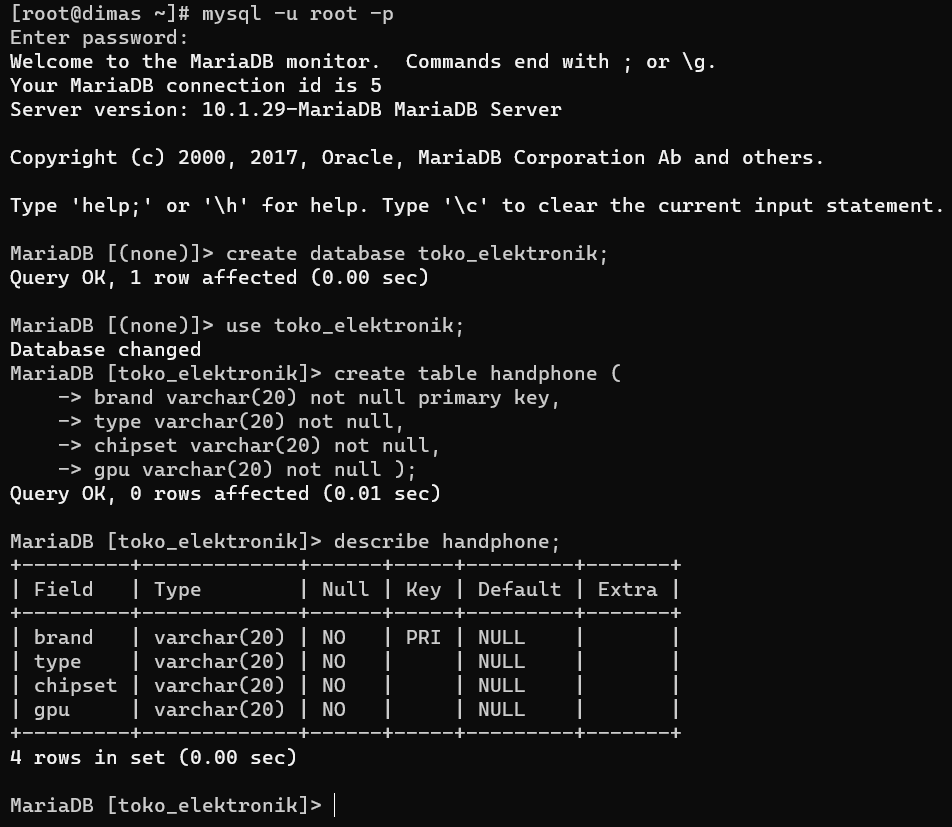 [root@dimas ~]# mysql -u root -p
Enter password:
Welcome to the MariaDB monitor.  Commands end with ; or \g.
Your MariaDB connection id is 5
Server version: 10.1.29-MariaDB MariaDB Server

Copyright (c) 2000, 2017, Oracle, MariaDB Corporation Ab and others.

Type 'help;' or '\h' for help. Type '\c' to clear the current input statement.

MariaDB [(none)]> create database toko_elektronik;
Query OK, 1 row affected (0.00 sec)

MariaDB [(none)]> use toko_elektronik;
Database changed
MariaDB [toko_elektronik]> create table handphone (
    -> brand varchar(20) not null primary key,
    -> type varchar(20) not null,
    -> chipset varchar(20) not null,
    -> gpu varchar(20) not null );
Query OK, 0 rows affected (0.01 sec)

MariaDB [toko_elektronik]> describe handphone;
+---------+-------------+------+-----+---------+-------+
| Field   | Type        | Null | Key | Default | Extra |
+---------+-------------+------+-----+---------+-------+
| brand   | varchar(20) | NO   | PRI | NULL    |       |
| type    | varchar(20) | NO   |     | NULL    |       |
| chipset | varchar(20) | NO   |     | NULL    |       |
| gpu     | varchar(20) | NO   |     | NULL    |       |
+---------+-------------+------+-----+---------+-------+
4 rows in set (0.00 sec)

MariaDB [toko_elektronik]>